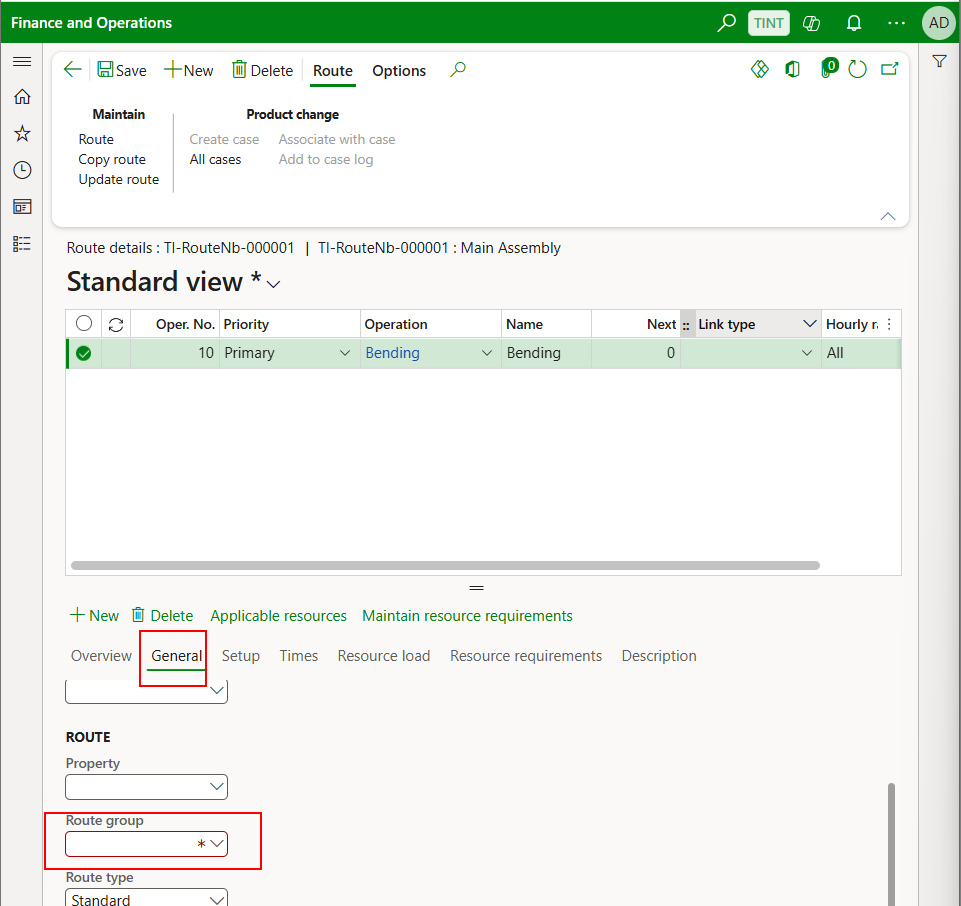 Finance and Operations
TINT
AD
Save
New
Delete
Route
Options
0
Maintain
Product change
Route
Create case
Associate with case
Copy route
All cases
Add to case log
Update route
Route details : TI-RouteNb-000001 | TI-RouteNb-000001 : Main Assembly
Standard view *
Oper. No. Priority Operation Name Next Link type Hourly ra
10 Primary Bending Bending 0 All
New Delete Applicable resources Maintain resource requirements
Overview General Setup Times Resource load Resource requirements Description
ROUTE
Property
Route group
*
Route type
Standard